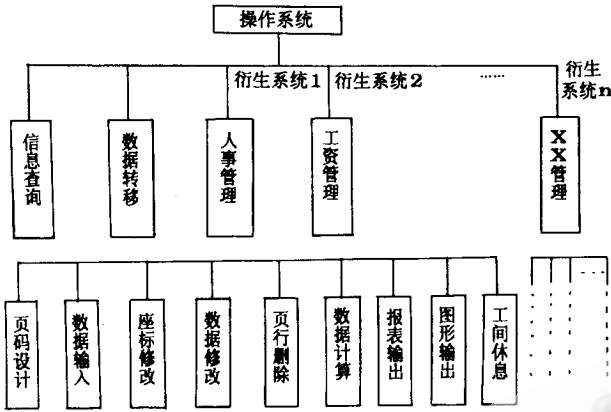 操作系统
衍生系统1
衍生系统2
……
衍生
系统n
信息查询
数据转移
人事管理
工资管理
XX管理
页码设计
数据输入
座标修改
数据修改
页行删除
数据计算
报表输出
图形输出
工间休息